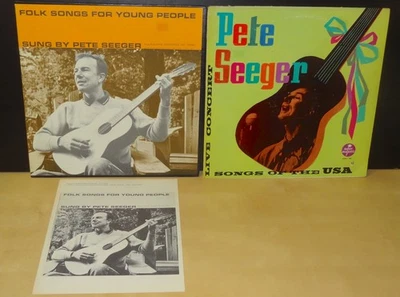 FOLK SONGS FOR YOUNG PEOPLE
SUNG BY PETE SEEGER
Pete
Seeger
LIVE CONCERT
SONGS OF THE USA
FOLK SONGS FOR YOUNG PEOPLE
SUNG BY PETE SEEGER